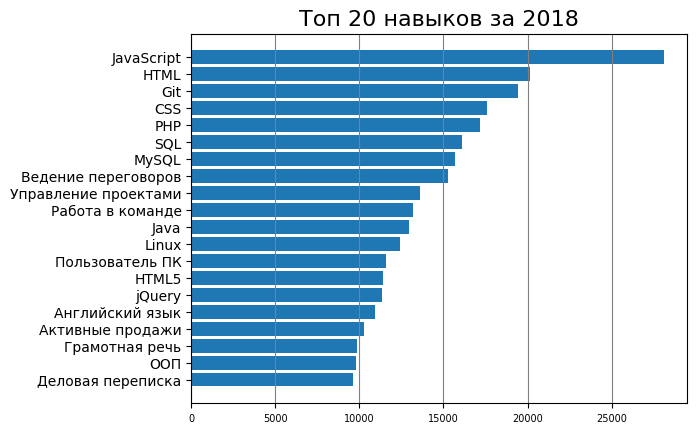 Топ 20 навыков за 2018
JavaScript
HTML
Git
CSS
PHP
SQL
MySQL
Ведение переговоров
Управление проектами
Работа в команде
Java
Linux
Пользователь ПК
HTML5
jQuery
Английский язык
Активные продажи
Грамотная речь
ООП
Деловая переписка
0 5000 10000 15000 20000 25000